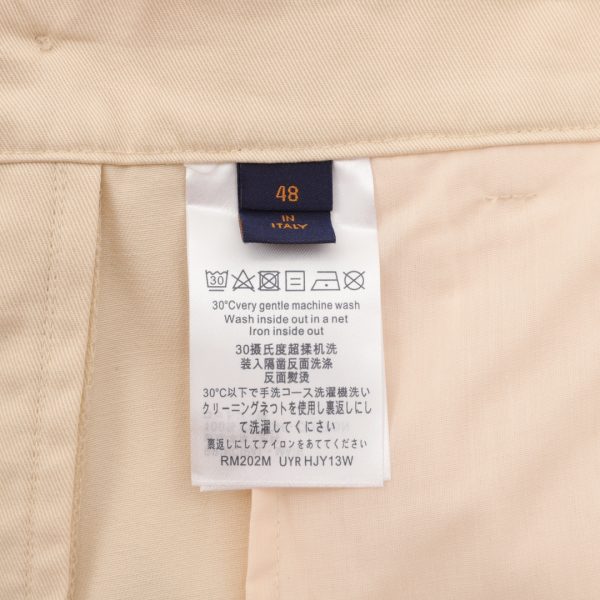 48
IN
ITALY
30
30°Cvery gentle machine wash
Wash inside out in a net
Iron inside out
30摄氏度超揉机洗
装入隔凿反面洗涤
反面熨烫
30°C以下で手洗コース洗濯機洗い
クリーニングネットを使用し裏返しにし
て洗濯してください
裏返しにしてアイロンをあててください
RM202M UYR HJY13W